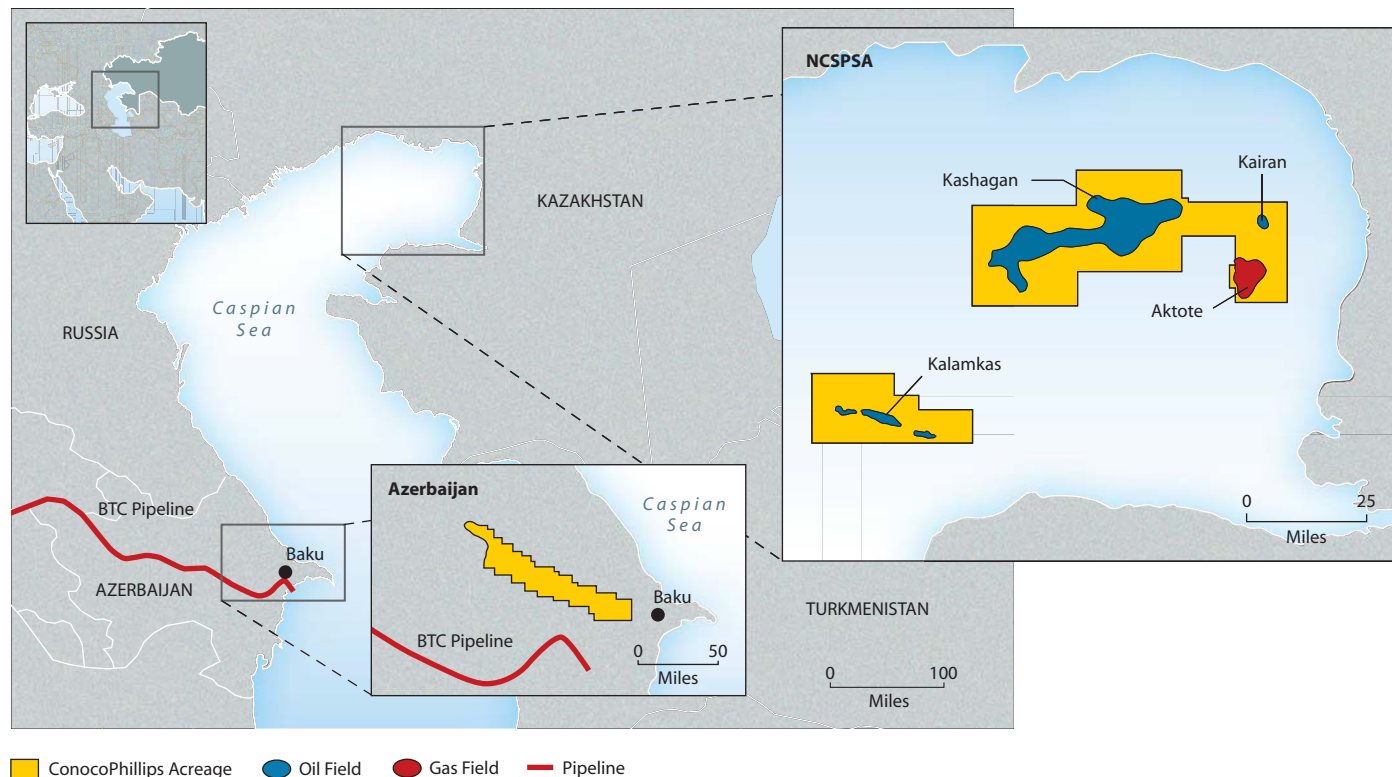 NCSPSA
Kashagan
Kairan
Aktote
Kalamkas
0 25
Miles
KAZAKHSTAN
RUSSIA
Caspian
Sea
BTC Pipeline
Baku
AZERBAIJAN
Azerbaijan
Caspian
Sea
Baku
BTC Pipeline
0 50
Miles
TURKMENISTAN
0 100
Miles
ConocoPhillips Acreage Oil Field Gas Field Pipeline